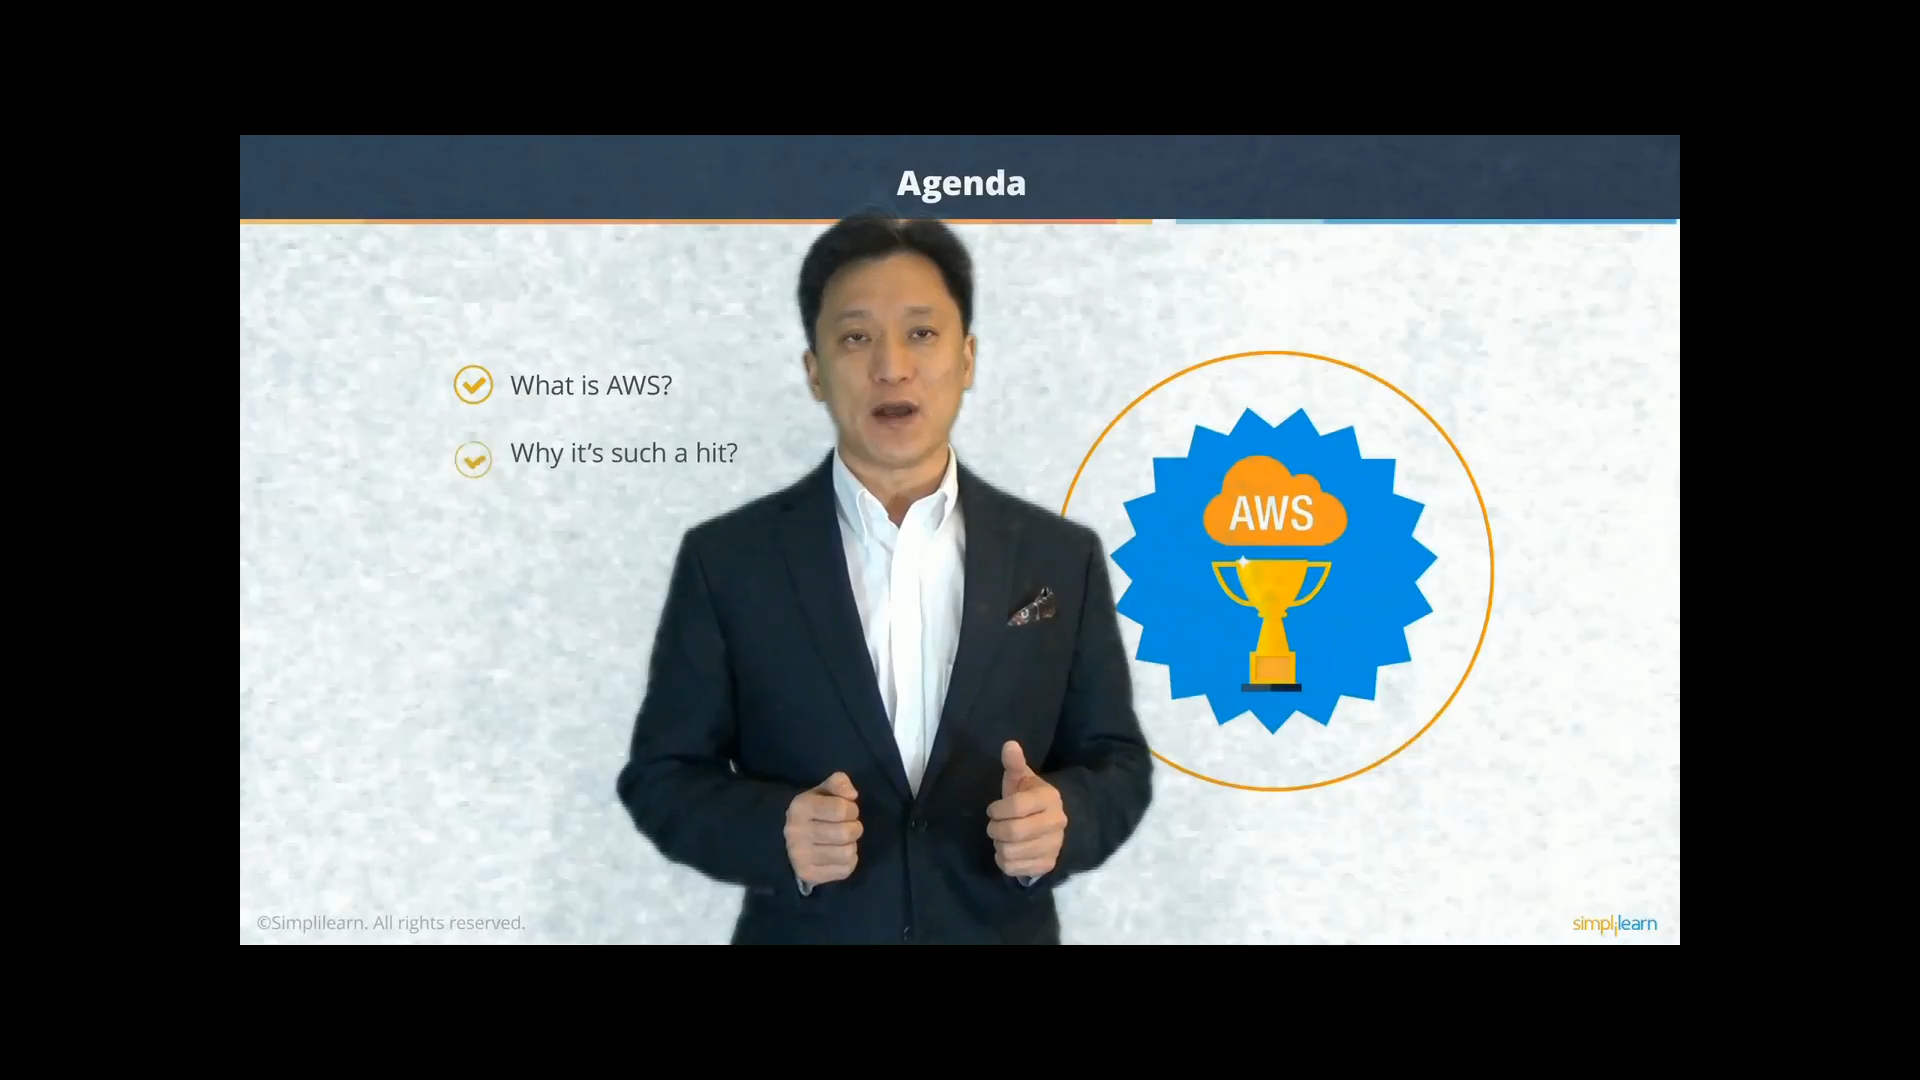 Agenda
What is AWS?
Why it's such a hit?
AWS
©Simplilearn. All rights reserved.
simplilearn